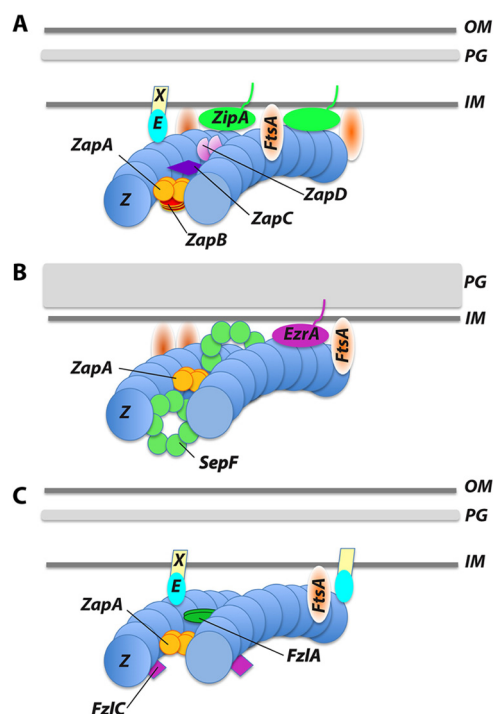 A
OM
PG
X
IM
E
ZipA
FtsA
ZapA
ZapD
Z
ZapC
ZapB
B
PG
IM
EzrA
FtsA
ZapA
Z
SepF
C
OM
PG
X
IM
E
FtsA
ZapA
Z
FzlA
FzlC